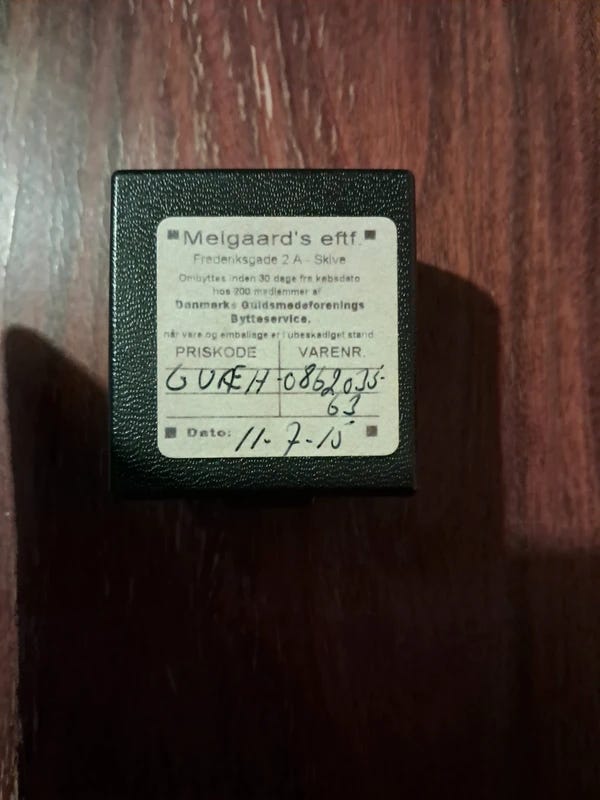 Melgaard's eftf.
Frederiksgade 2 A - Skive
Ombyttes inden 30 dage fra købsdato
hos 200 medlemmer af
Danmarks Guldsmedeforenings
Bytteservice,
når vare og emballage er i ubeskadiget stand
PRISKODE VARENR.
GUÆH -0862035-
63
Dato: 11-7-15